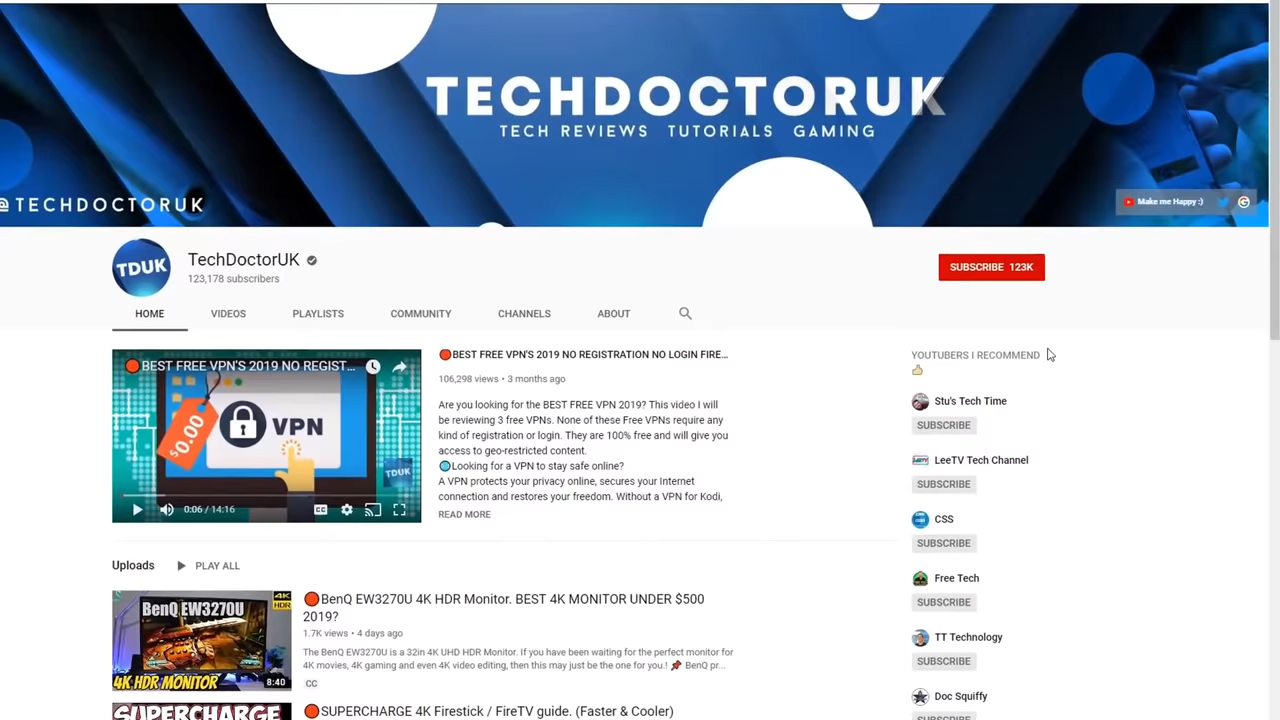 TECHDOCTORUK
TECH REVIEWS TUTORIALS GAMING
@TECHDOCTORUK
Make me Happy :)
TDUK
TechDoctorUK
123,178 subscribers
SUBSCRIBE 123K
HOME
VIDEOS
PLAYLISTS
COMMUNITY
CHANNELS
ABOUT
BEST FREE VPN'S 2019 NO REGIST...
$0.00
VPN
TDUK
CC
0:06 / 14:16
BEST FREE VPN'S 2019 NO REGISTRATION NO LOGIN FIRE...
106,298 views • 3 months ago
Are you looking for the BEST FREE VPN 2019? This video I will
be reviewing 3 free VPNs. None of these Free VPNs require any
kind of registration or login. They are 100% free and will give you
access to geo-restricted content.
Looking for a VPN to stay safe online?
A VPN protects your privacy online, secures your Internet
connection and restores your freedom. Without a VPN for Kodi,
READ MORE
YOUTUBERS I RECOMMEND
Stu's Tech Time
SUBSCRIBE
LeeTV Tech Channel
SUBSCRIBE
CSS
SUBSCRIBE
Free Tech
SUBSCRIBE
TT Technology
SUBSCRIBE
Doc Squiffy
SUBSCRIBE
Uploads
PLAY ALL
BenQ EW3270U
4K
HDR
4K HDR MONITOR
8:40
BenQ EW3270U 4K HDR Monitor. BEST 4K MONITOR UNDER $500
2019?
1.7K views • 4 days ago
The BenQ EW3270U is a 32in 4K UHD HDR Monitor. If you have been waiting for the perfect monitor for
4K movies, 4K gaming and even 4K video editing, then this may just be the one for you.! 📌 BenQ pr...
CC
SUPERCHARGE
SUPERCHARGE 4K Firestick / FireTV guide. (Faster & Cooler)